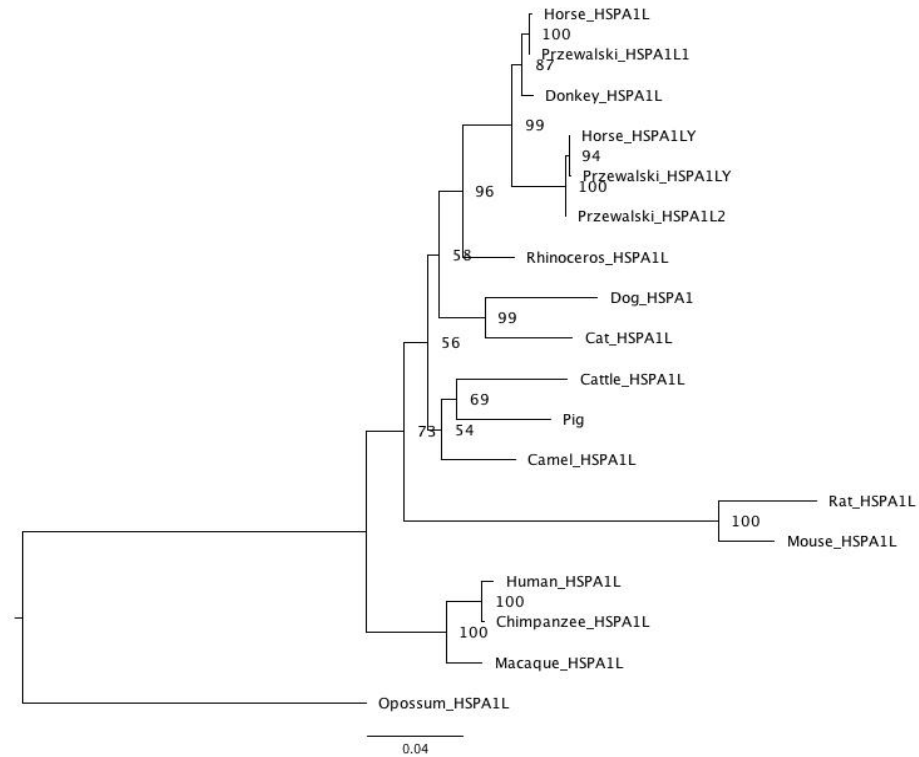 Horse_HSPA1L
100
Przewalski_HSPA1L1
87
Donkey_HSPA1L
99
Horse_HSPA1LY
94
Przewalski_HSPA1LY
100
96
Przewalski_HSPA1L2
58
Rhinoceros_HSPA1L
Dog_HSPA1
99
Cat_HSPA1L
56
Cattle_HSPA1L
69
Pig
73
54
Camel_HSPA1L
Rat_HSPA1L
100
Mouse_HSPA1L
Human_HSPA1L
100
Chimpanzee_HSPA1L
100
Macaque_HSPA1L
Opossum_HSPA1L
0.04